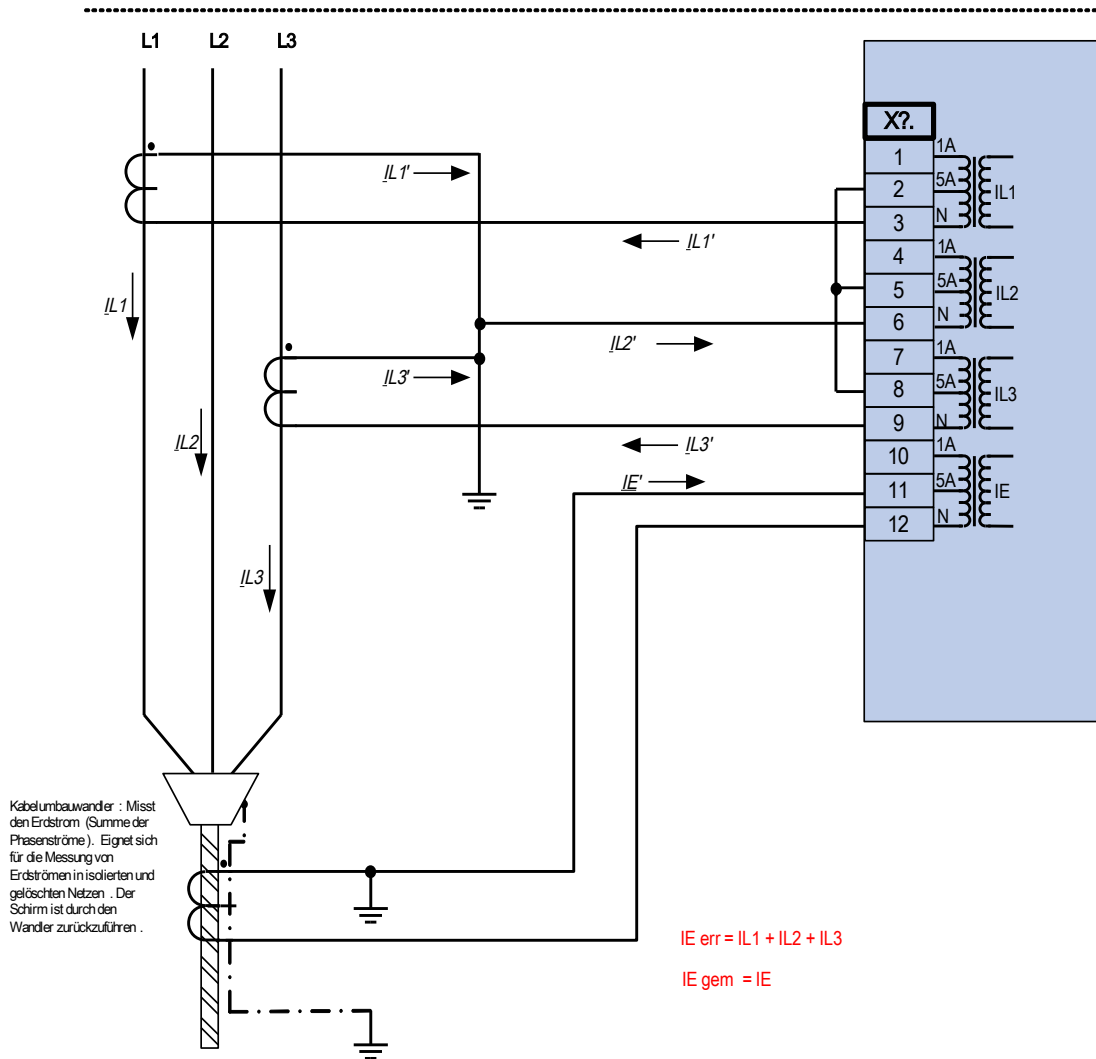 L1 L2 L3
X?.
1 1A
2 5A IL1
3 N
4 1A
5 5A IL2
6 N
7 1A
8 5A IL3
9 N
10 1A
11 5A IE
12 N
IL1'
IL1'
IL1
IL2'
IL3'
IL2
IL3'
IE'
IL3
Kabelumbauwandler : Misst
den Erdstrom (Summe der
Phasenströme ). Eignet sich
für die Messung von
Erdströmen in isolierten und
gelöschten Netzen . Der
Schirm ist durch den
Wandler zurückzuführen .
IE err = IL1 + IL2 + IL3
IE gem = IE